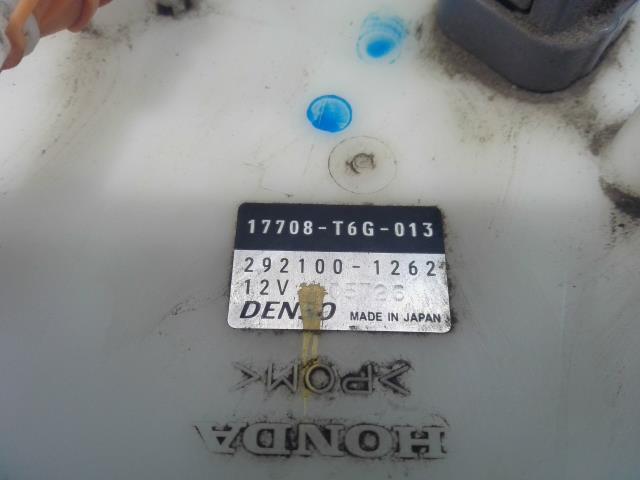 17708-T6G-013
292100-1262
12V
DENSO MADE IN JAPAN
>POM<
HONDA